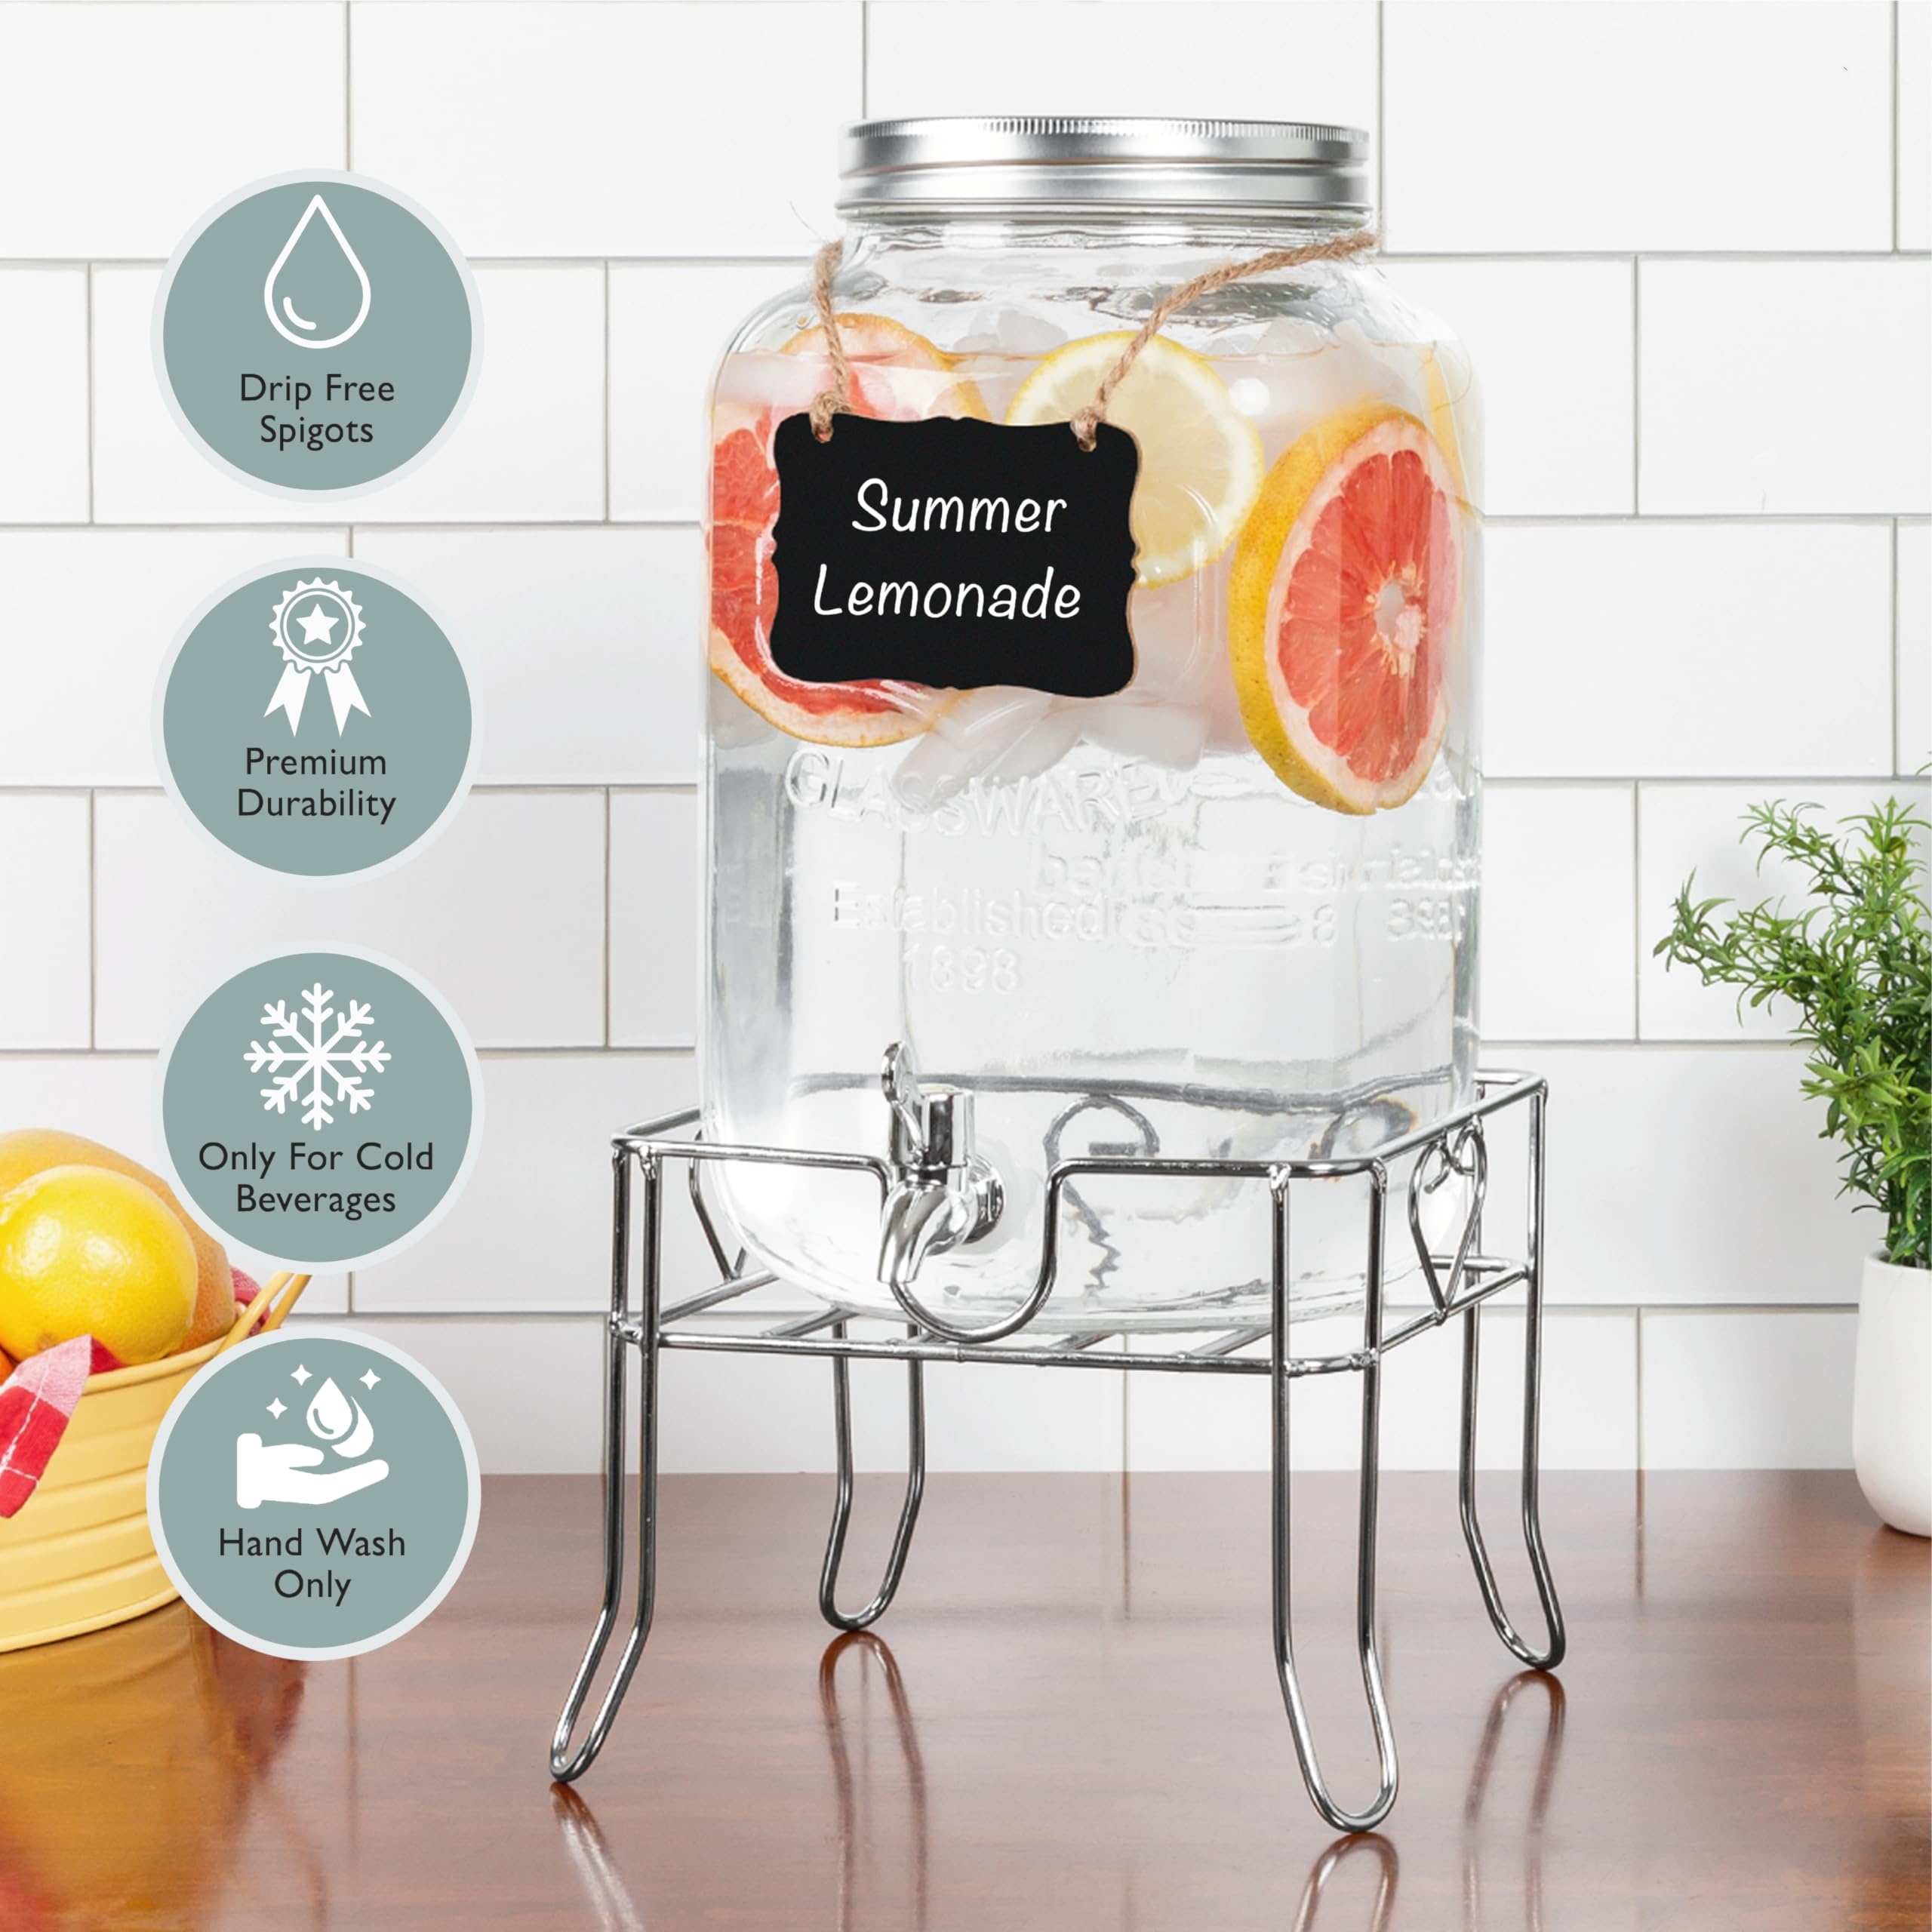 Drip Free
Spigots
Premium
Durability
Only For Cold
Beverages
Hand Wash
Only
Summer
Lemonade
GLASSWARE
Established
1898